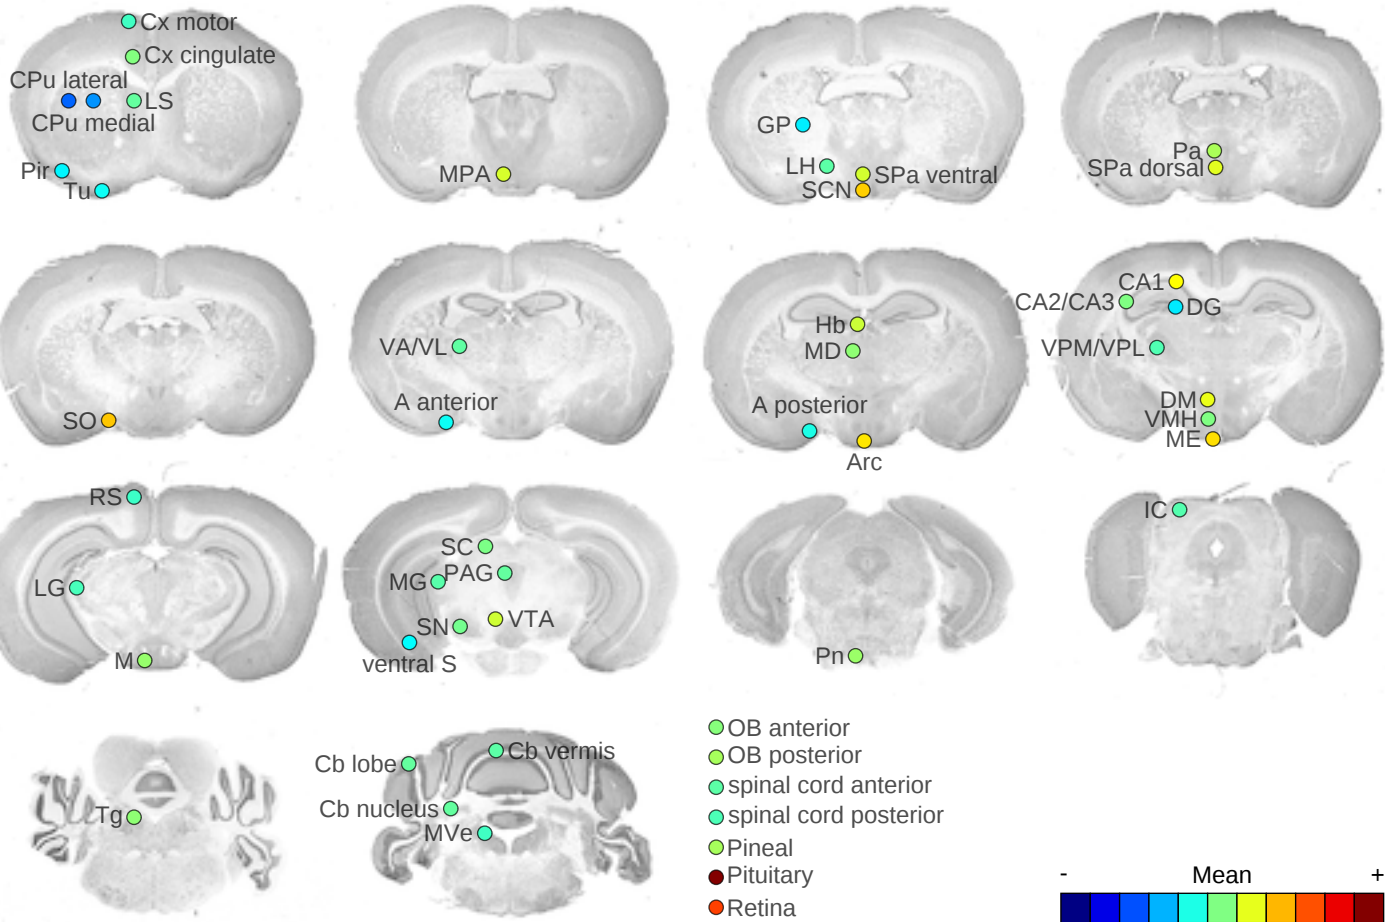 Cx motor
Cx cingulate
CPu lateral
LS
CPu medial
Pir
Tu
MPA
GP
LH
SPa ventral
SCN
Pa
SPa dorsal
SO
VA/VL
A anterior
Hb
MD
A posterior
Arc
CA1
CA2/CA3
DG
VPM/VPL
DM
VMH
ME
RS
LG
M
SC
PAG
MG
SN
VTA
ventral S
Pn
IC
Tg
Cb lobe
Cb vermis
Cb nucleus
MVe
OB anterior
OB posterior
spinal cord anterior
spinal cord posterior
Pineal
Pituitary
Retina
- Mean +